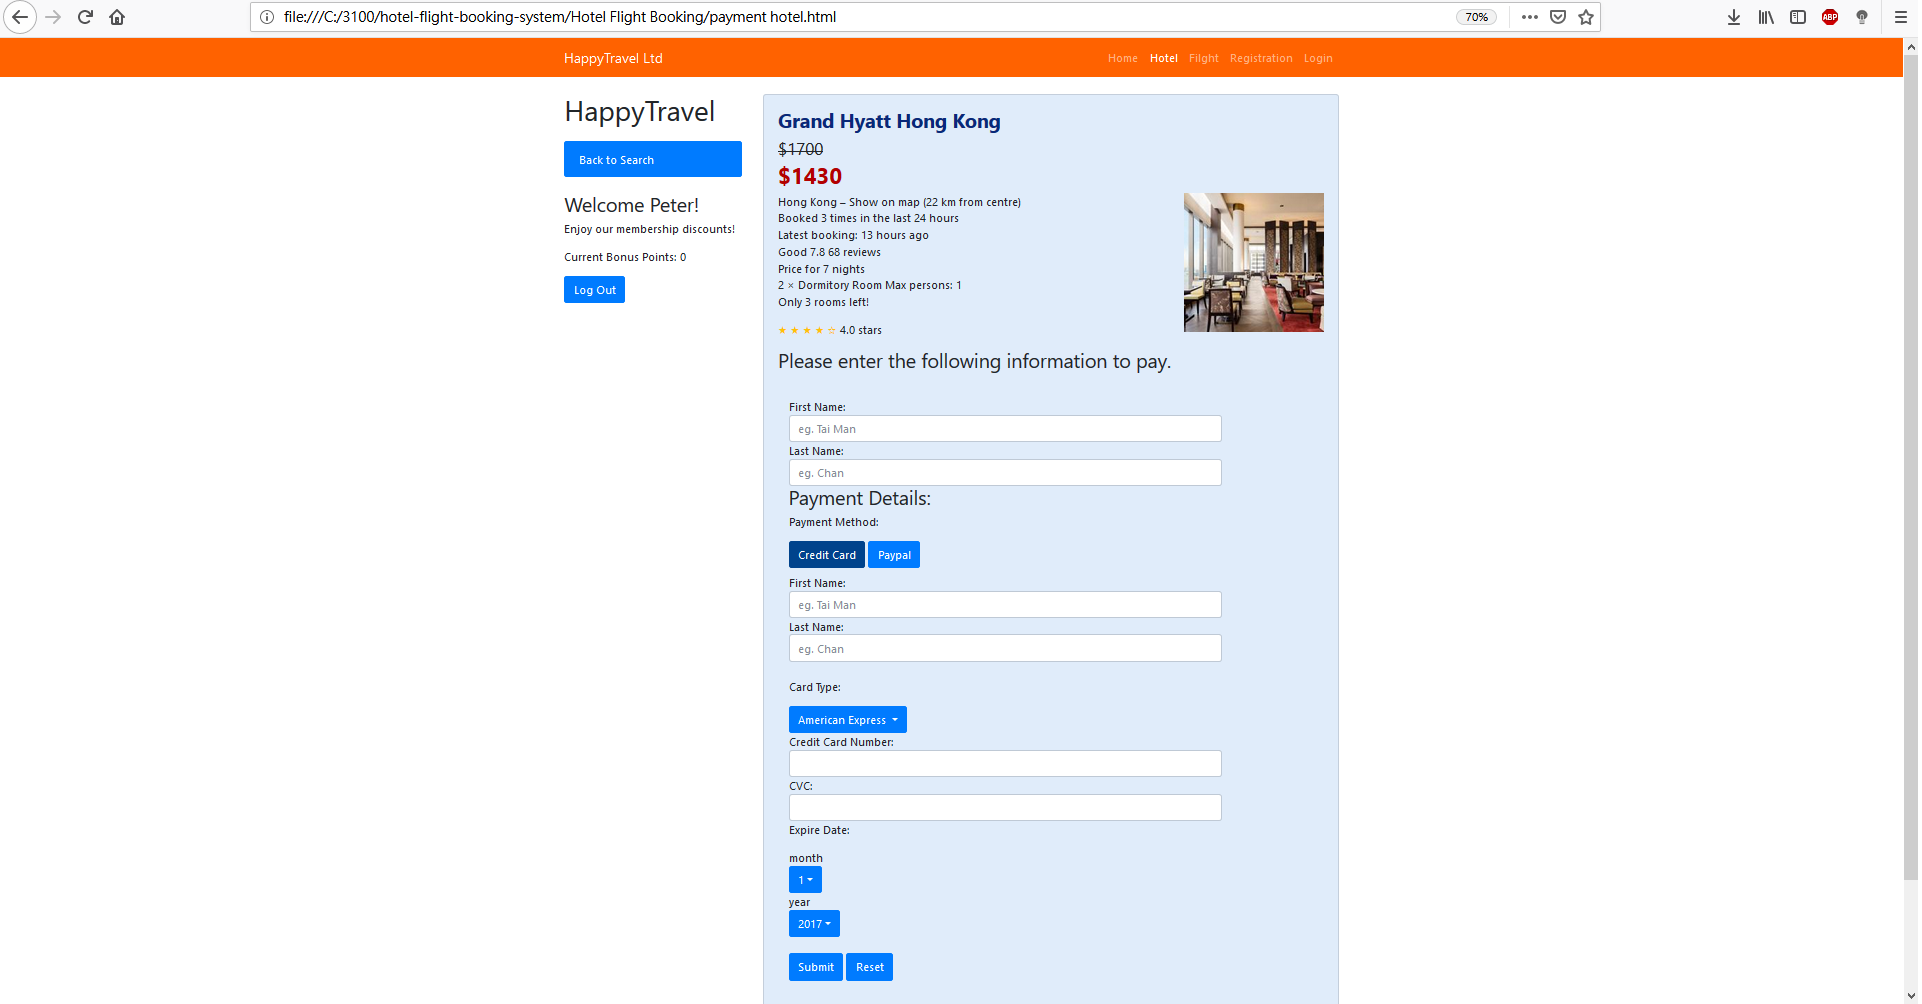 file:///C:/3100/hotel-flight-booking-system/Hotel Flight Booking/payment hotel.html
70%
ABP
HappyTravel Ltd
Home Hotel Filght Registration Login
HappyTravel
Back to Search
Welcome Peter!
Enjoy our membership discounts!
Current Bonus Points: 0
Log Out
Grand Hyatt Hong Kong
$1700
$1430
Hong Kong – Show on map (22 km from centre)
Booked 3 times in the last 24 hours
Latest booking: 13 hours ago
Good 7.8 68 reviews
Price for 7 nights
2 × Dormitory Room Max persons: 1
Only 3 rooms left!
★ ★ ★ ★ ☆ 4.0 stars
Please enter the following information to pay.
First Name:
eg. Tai Man
Last Name:
eg. Chan
Payment Details:
Payment Method:
Credit Card Paypal
First Name:
eg. Tai Man
Last Name:
eg. Chan
Card Type:
American Express
Credit Card Number:
CVC:
Expire Date:
month
1
year
2017
Submit Reset